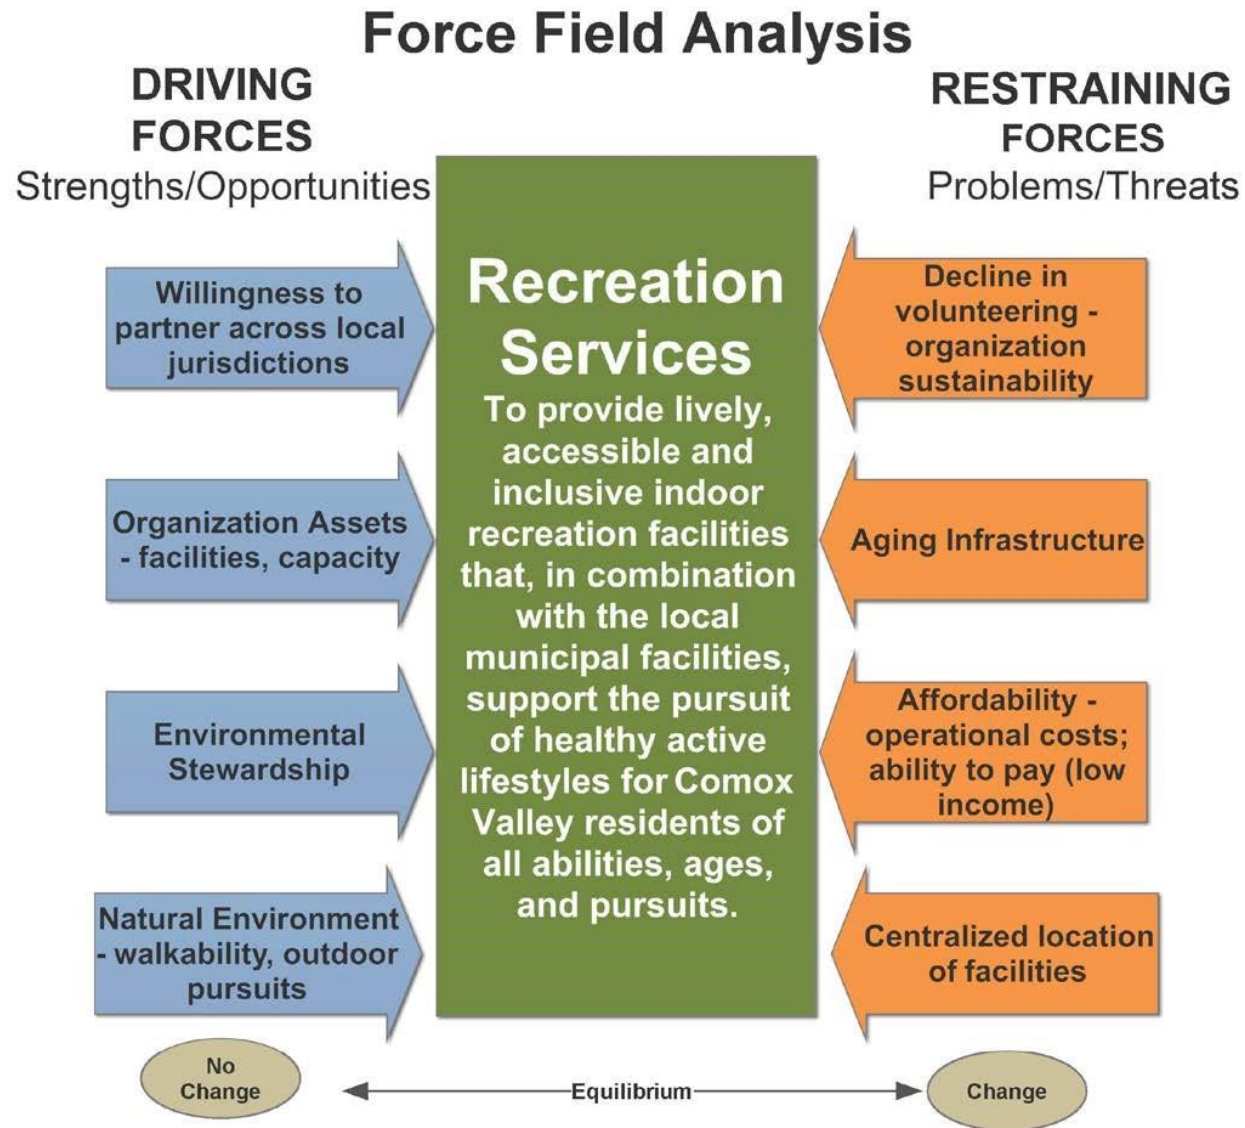 Force Field Analysis
DRIVING
FORCES
Strengths/Opportunities
RESTRAINING
FORCES
Problems/Threats
Willingness to
partner across local
jurisdictions
Organization Assets
- facilities, capacity
Environmental
Stewardship
Natural Environment
- walkability, outdoor
pursuits
Recreation
Services
To provide lively,
accessible and
inclusive indoor
recreation facilities
that, in combination
with the local
municipal facilities,
support the pursuit
of healthy active
lifestyles for Comox
Valley residents of
all abilities, ages,
and pursuits.
Decline in
volunteering -
organization
sustainability
Aging Infrastructure
Affordability -
operational costs;
ability to pay (low
income)
Centralized location
of facilities
No
Change
Equilibrium
Change